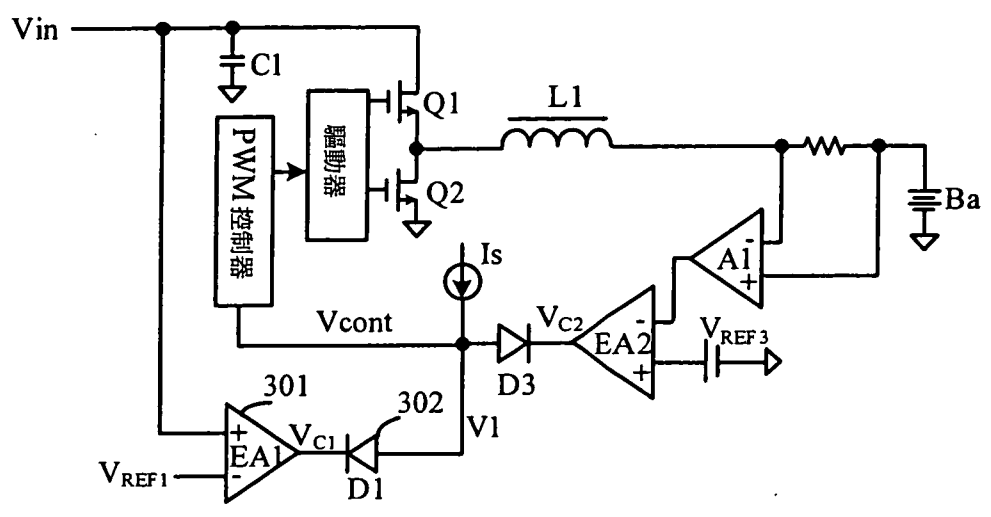 Vin
C1
Q1
L1
驅動器
PWM 控制器
Q2
Ba
- A1 +
Is
Vcont
VC2
- EA2 +
VREF3
D3
301
302
V1
+ EA1 -
VC1
VREF1
D1